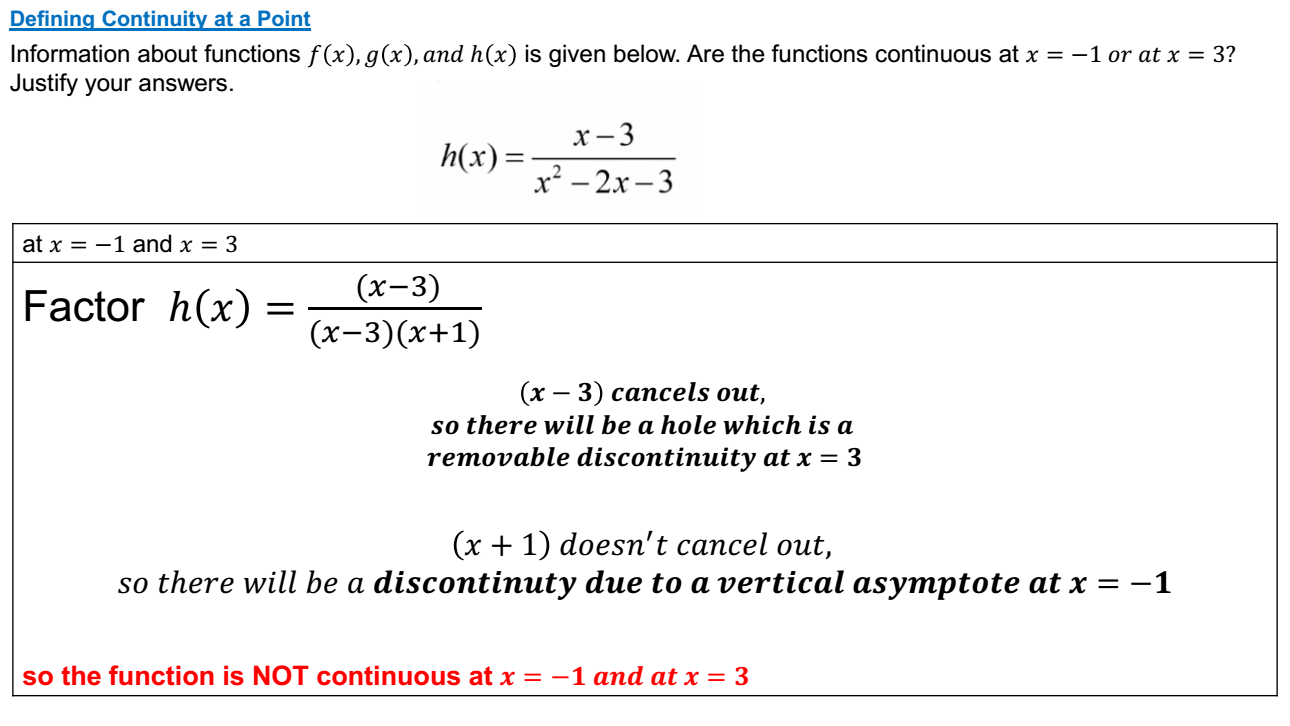 Defining Continuity at a Point
Information about functions f(x), g(x), and h(x) is given below. Are the functions continuous at x = −1 or at x = 3?
Justify your answers.
h(x) = (x − 3)/(x² − 2x − 3)
at x = −1 and x = 3
Factor h(x) = (x−3)/((x−3)(x+1))
(x − 3) cancels out,
so there will be a hole which is a
removable discontinuity at x = 3
(x + 1) doesn't cancel out,
so there will be a discontinuty due to a vertical asymptote at x = −1
so the function is NOT continuous at x = −1 and at x = 3